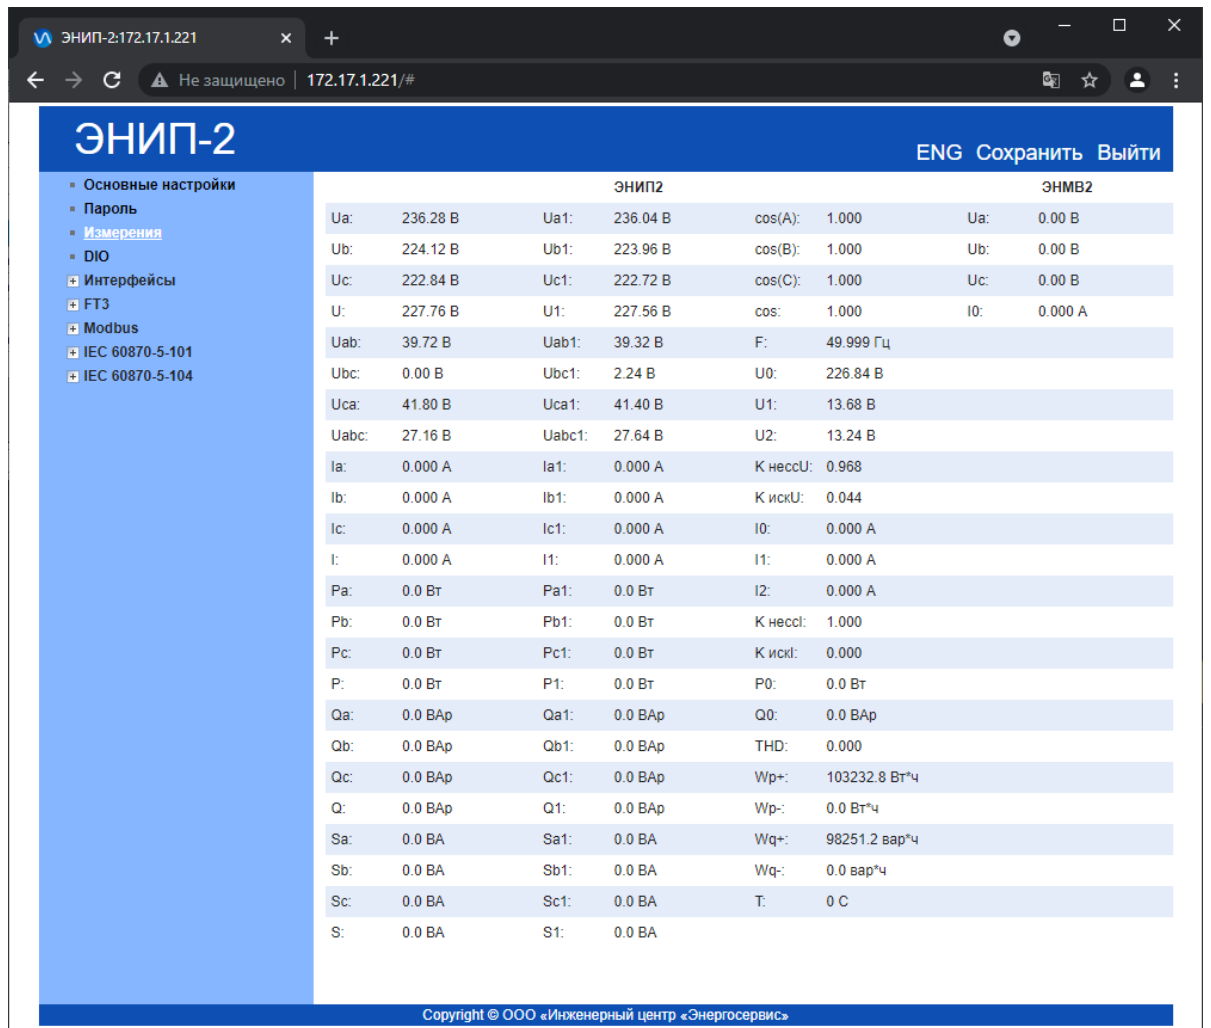 ЭНИП-2:172.17.1.221
Не защищено 172.17.1.221/#
ЭНИП-2
ENG Сохранить Выйти
Основные настройки
Пароль
Измерения
DIO
Интерфейсы
FT3
Modbus
IEC 60870-5-101
IEC 60870-5-104
ЭНИП2 ЭНМВ2
Ua: 236.28 В Ua1: 236.04 В cos(A): 1.000 Ua: 0.00 В
Ub: 224.12 В Ub1: 223.96 В cos(B): 1.000 Ub: 0.00 В
Uc: 222.84 В Uc1: 222.72 В cos(C): 1.000 Uc: 0.00 В
U: 227.76 В U1: 227.56 В cos: 1.000 I0: 0.000 А
Uab: 39.72 В Uab1: 39.32 В F: 49.999 Гц
Ubc: 0.00 В Ubc1: 2.24 В U0: 226.84 В
Uca: 41.80 В Uca1: 41.40 В U1: 13.68 В
Uabc: 27.16 В Uabc1: 27.64 В U2: 13.24 В
Ia: 0.000 А Ia1: 0.000 А К нессU: 0.968
Ib: 0.000 А Ib1: 0.000 А К искU: 0.044
Ic: 0.000 А Ic1: 0.000 А I0: 0.000 А
I: 0.000 А I1: 0.000 А I1: 0.000 А
Pa: 0.0 Вт Pa1: 0.0 Вт I2: 0.000 А
Pb: 0.0 Вт Pb1: 0.0 Вт К нессI: 1.000
Pc: 0.0 Вт Pc1: 0.0 Вт К искI: 0.000
P: 0.0 Вт P1: 0.0 Вт P0: 0.0 Вт
Qa: 0.0 ВАр Qa1: 0.0 ВАр Q0: 0.0 ВАр
Qb: 0.0 ВАр Qb1: 0.0 ВАр THD: 0.000
Qc: 0.0 ВАр Qc1: 0.0 ВАр Wp+: 103232.8 Вт*ч
Q: 0.0 ВАр Q1: 0.0 ВАр Wp-: 0.0 Вт*ч
Sa: 0.0 ВА Sa1: 0.0 ВА Wq+: 98251.2 вар*ч
Sb: 0.0 ВА Sb1: 0.0 ВА Wq-: 0.0 вар*ч
Sc: 0.0 ВА Sc1: 0.0 ВА T: 0 C
S: 0.0 ВА S1: 0.0 ВА
Copyright © ООО «Инженерный центр «Энергосервис»